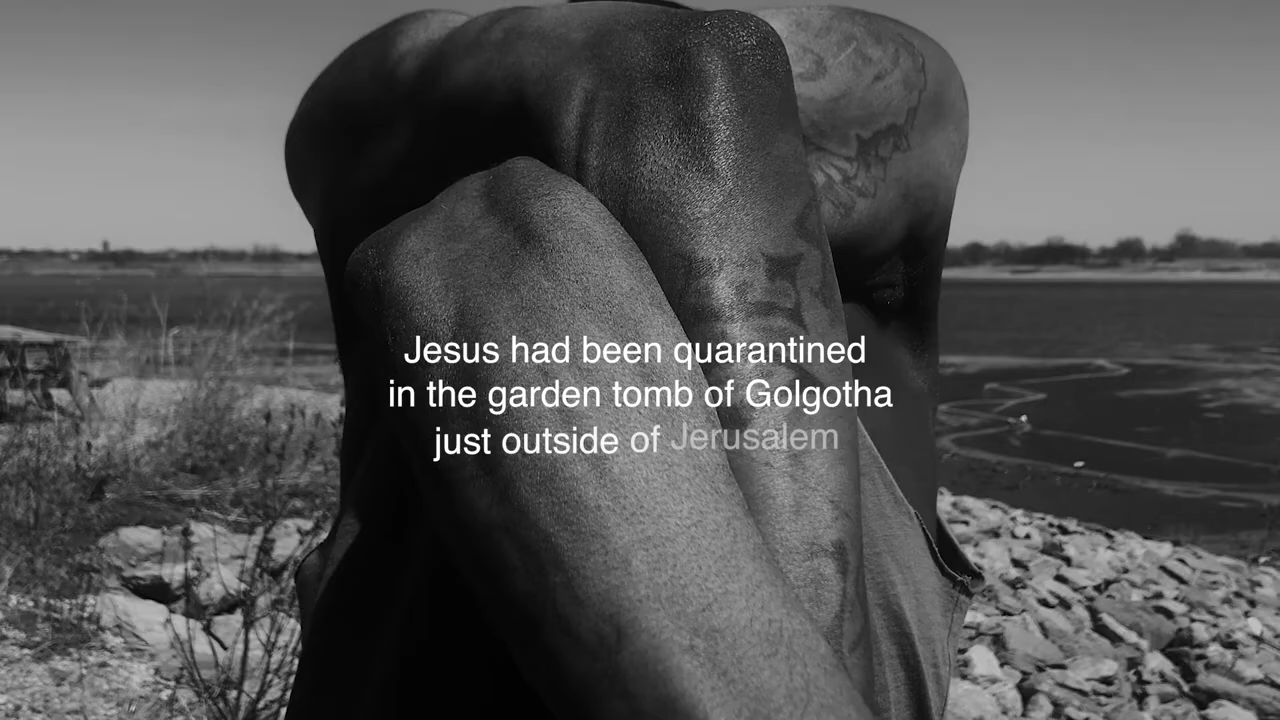 Jesus had been quarantined
in the garden tomb of Golgotha
just outside of Jerusalem